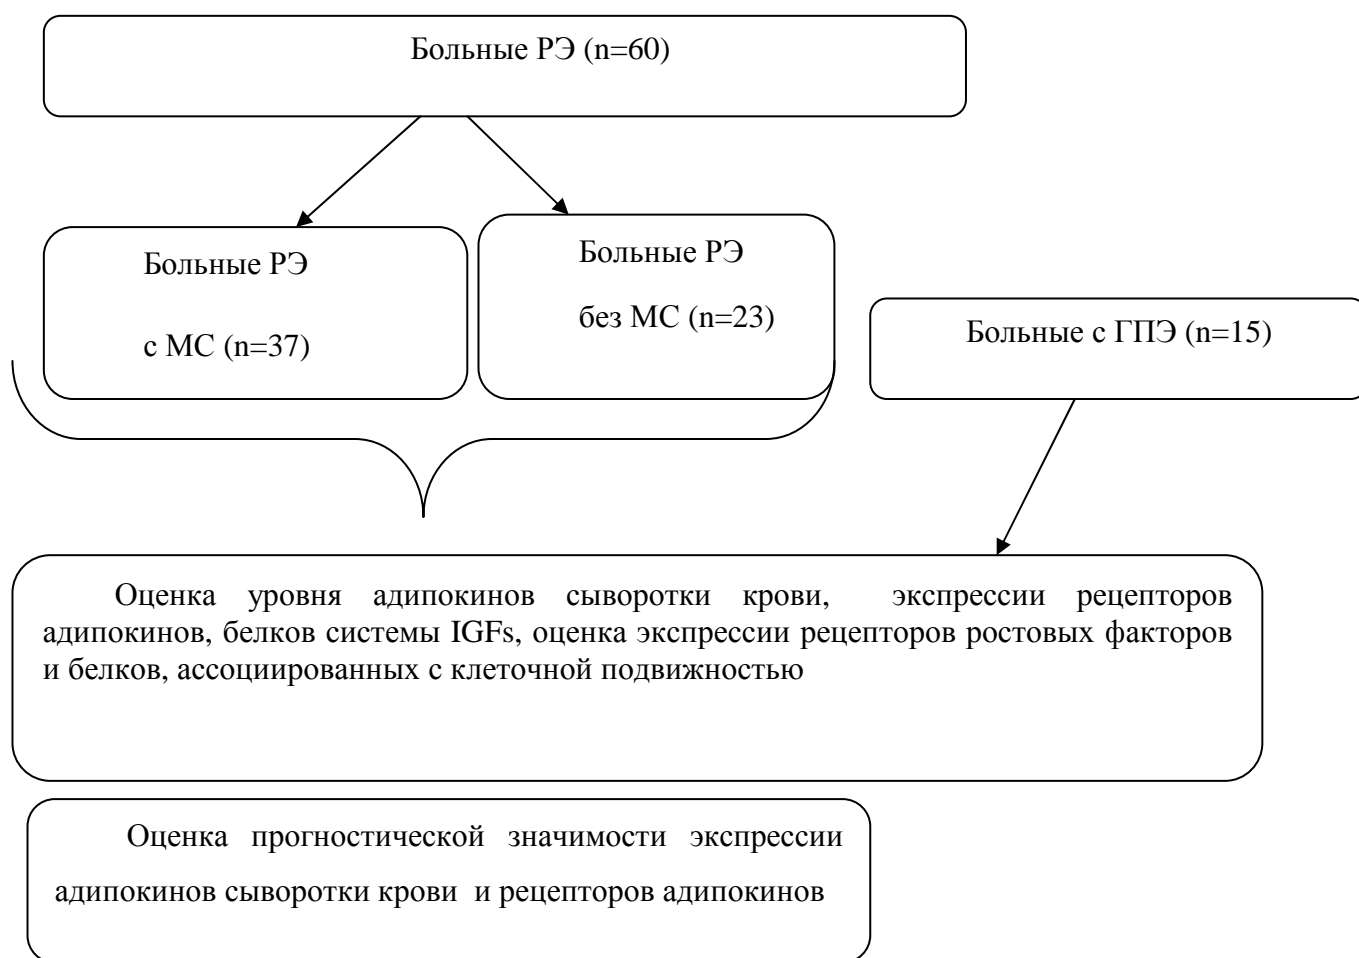 Больные РЭ (n=60)
Больные РЭ
с МС (n=37)
Больные РЭ
без МС (n=23)
Больные с ГПЭ (n=15)
Оценка уровня адипокинов сыворотки крови, экспрессии рецепторов
адипокинов, белков системы IGFs, оценка экспрессии рецепторов ростовых факторов
и белков, ассоциированных с клеточной подвижностью
Оценка прогностической значимости экспрессии
адипокинов сыворотки крови и рецепторов адипокинов